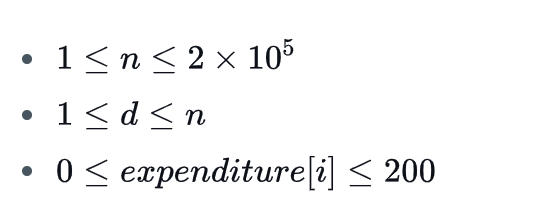 • 1 ≤ n ≤ 2 × 10⁵
• 1 ≤ d ≤ n
• 0 ≤ expenditure[i] ≤ 200